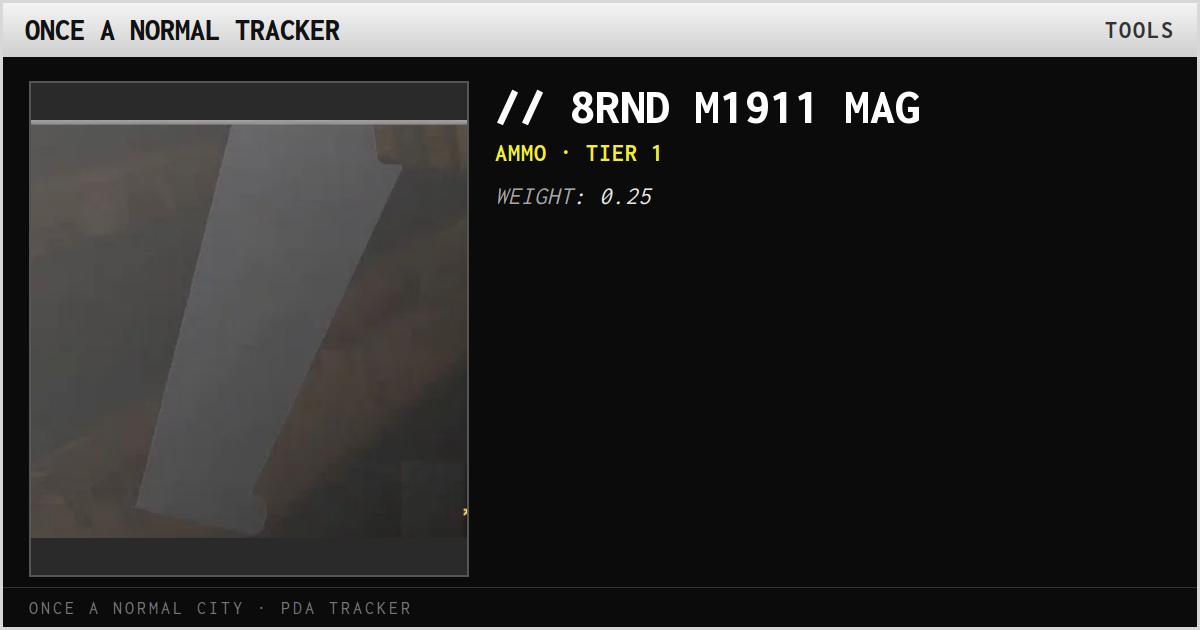 ONCE A NORMAL TRACKER
TOOLS
// 8RND M1911 MAG
AMMO · TIER 1
WEIGHT: 0.25
ONCE A NORMAL CITY · PDA TRACKER